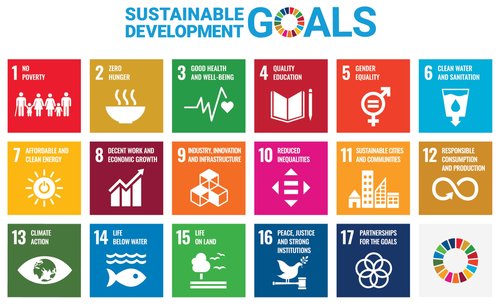 SUSTAINABLE
DEVELOPMENT
GOALS
1 NO
POVERTY
2 ZERO
HUNGER
3 GOOD HEALTH
AND WELL-BEING
4 QUALITY
EDUCATION
5 GENDER
EQUALITY
6 CLEAN WATER
AND SANITATION
7 AFFORDABLE AND
CLEAN ENERGY
8 DECENT WORK AND
ECONOMIC GROWTH
9 INDUSTRY, INNOVATION
AND INFRASTRUCTURE
10 REDUCED
INEQUALITIES
11 SUSTAINABLE CITIES
AND COMMUNITIES
12 RESPONSIBLE
CONSUMPTION
AND PRODUCTION
13 CLIMATE
ACTION
14 LIFE
BELOW WATER
15 LIFE
ON LAND
16 PEACE, JUSTICE
AND STRONG
INSTITUTIONS
17 PARTNERSHIPS
FOR THE GOALS